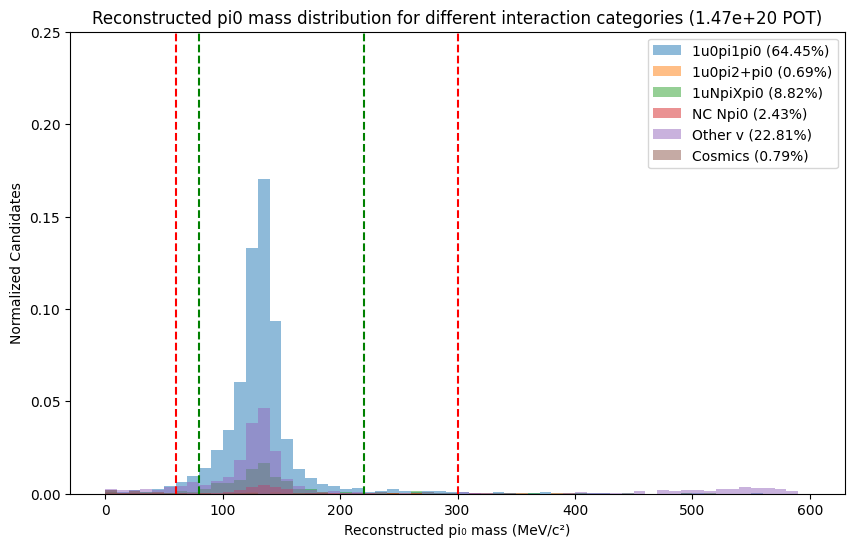 Reconstructed pi0 mass distribution for different interaction categories (1.47e+20 POT)
1u0pi1pi0 (64.45%)
1u0pi2+pi0 (0.69%)
1uNpiXpi0 (8.82%)
NC Npi0 (2.43%)
Other v (22.81%)
Cosmics (0.79%)
Normalized Candidates
0.25
0.20
0.15
0.10
0.05
0.00
0 100 200 300 400 500 600
Reconstructed pi₀ mass (MeV/c²)